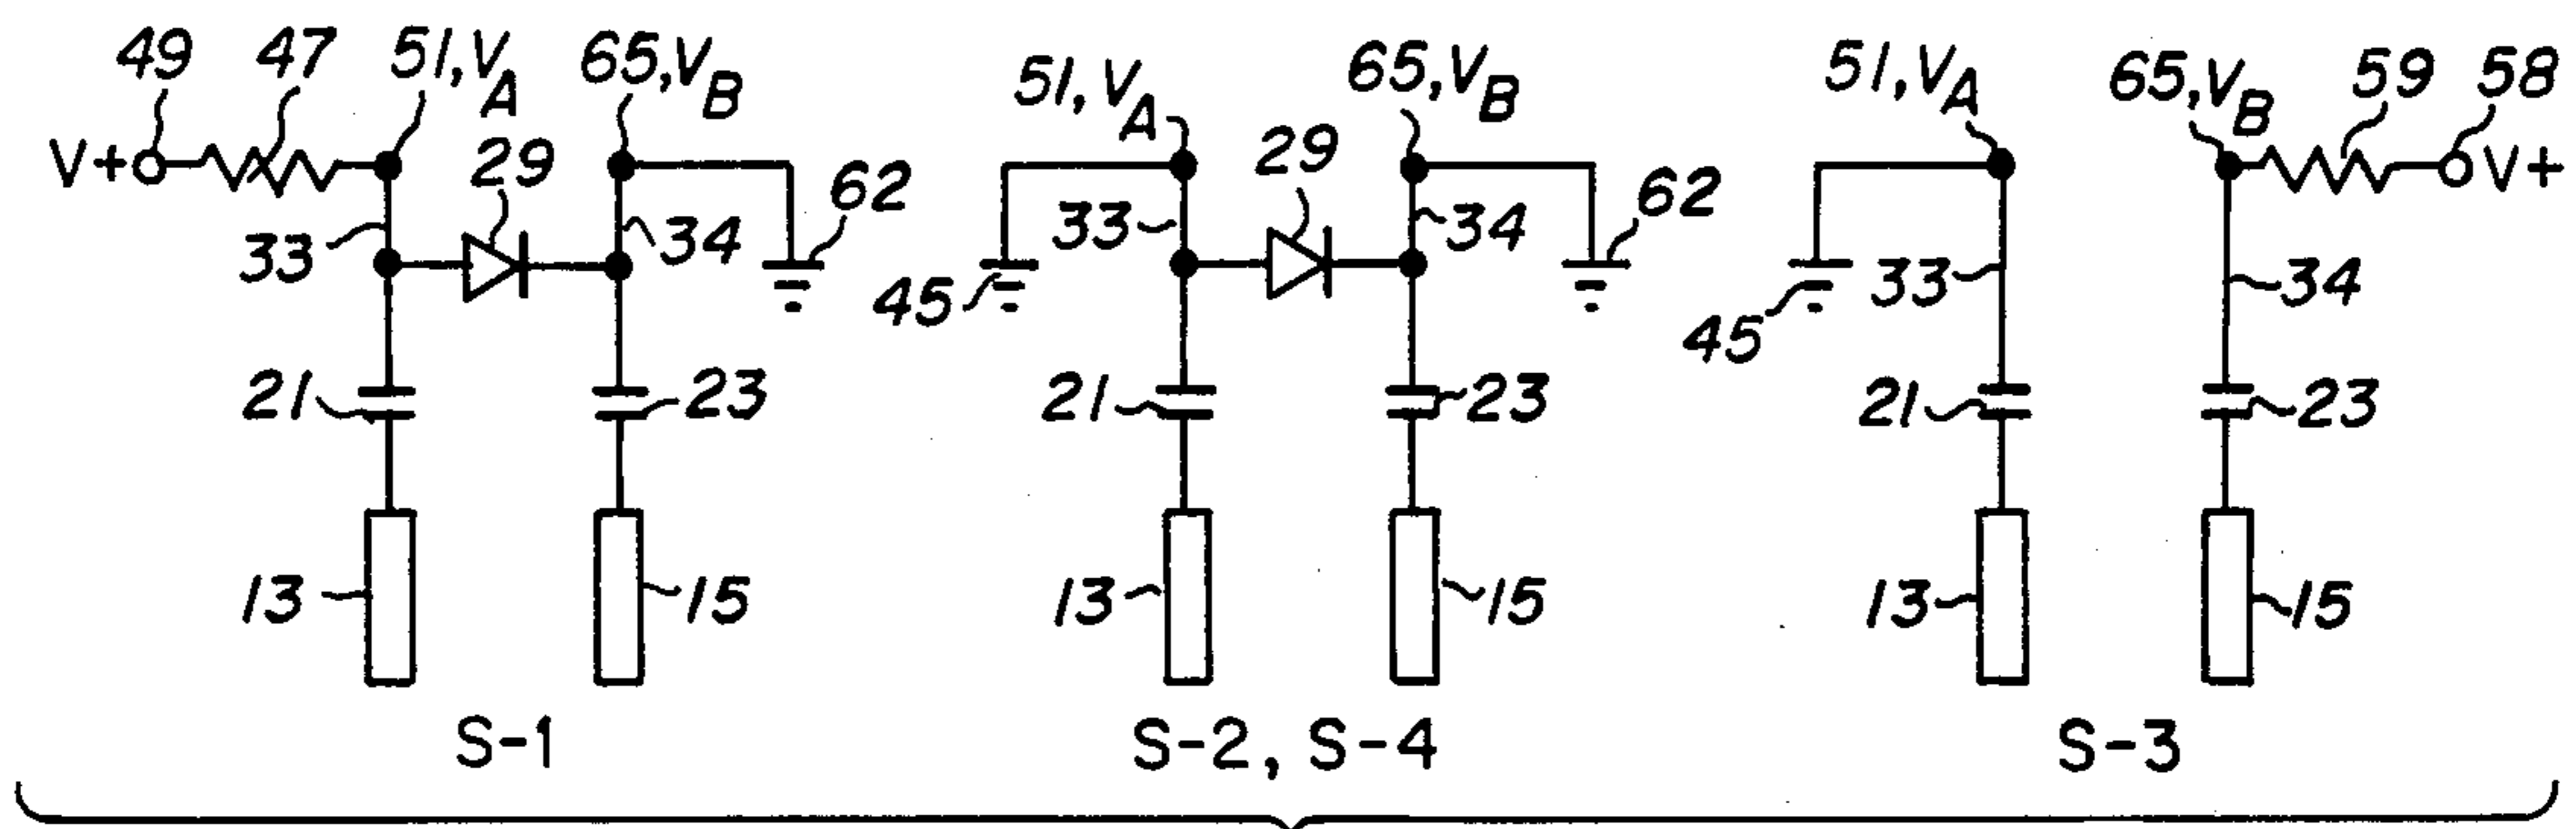 49 47 51, VA 65, VB
V+ 29 62
33 34
21 23
13 15
S-1
51, VA 65, VB
29 62
33 34
45
21 23
13 15
S-2, S-4
51, VA 65, VB 59 58
V+
33 34
45
21 23
13 15
S-3